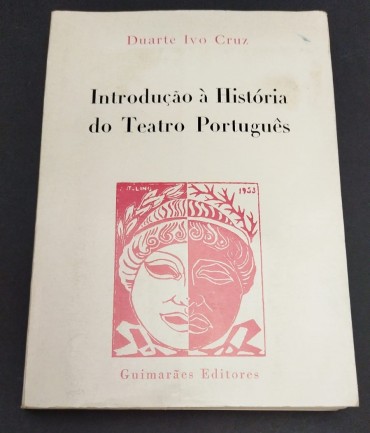 Duarte Ivo Cruz
Introdução à História
do Teatro Português
1933
Guimarães Editores